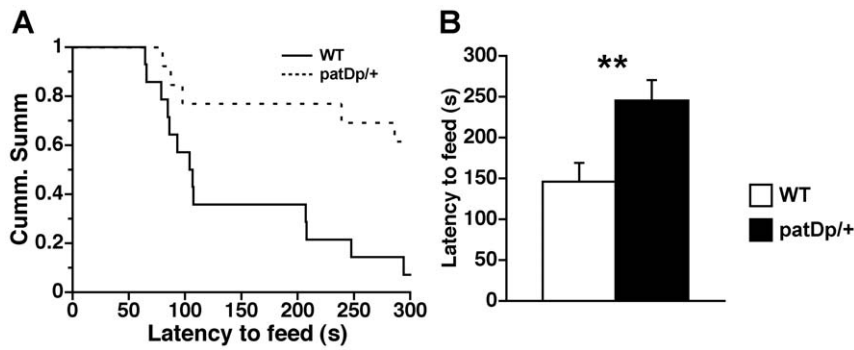 A
Cumm. Summ
1
0.8
0.6
0.4
0.2
0
0 50 100 150 200 250 300
Latency to feed (s)
WT
patDp/+
B
Latency to feed (s)
300
250
200
150
150
100
50
0
**
WT
patDp/+